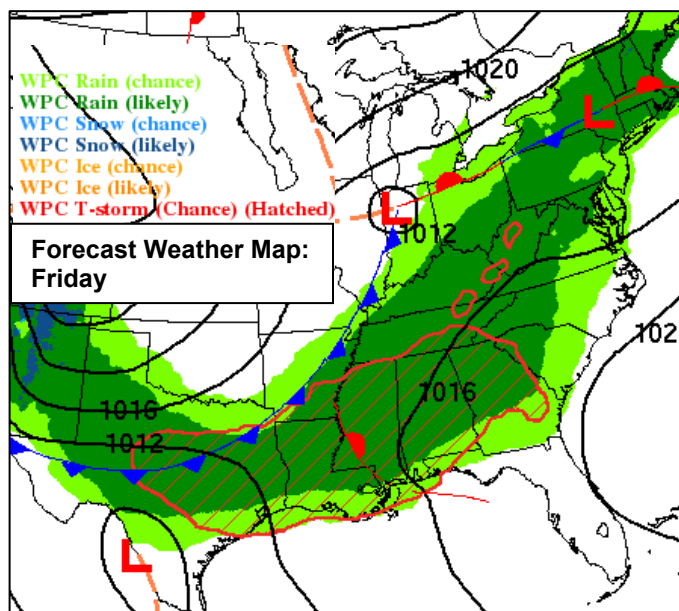 1020
WPC Rain (chance)
WPC Rain (likely)
WPC Snow (chance)
WPC Snow (likely)
WPC Ice (chance)
WPC Ice (likely)
WPC T-storm (Chance) (Hatched)
L
L
1012
Forecast Weather Map:
Friday
102
1016
1016
1012
L